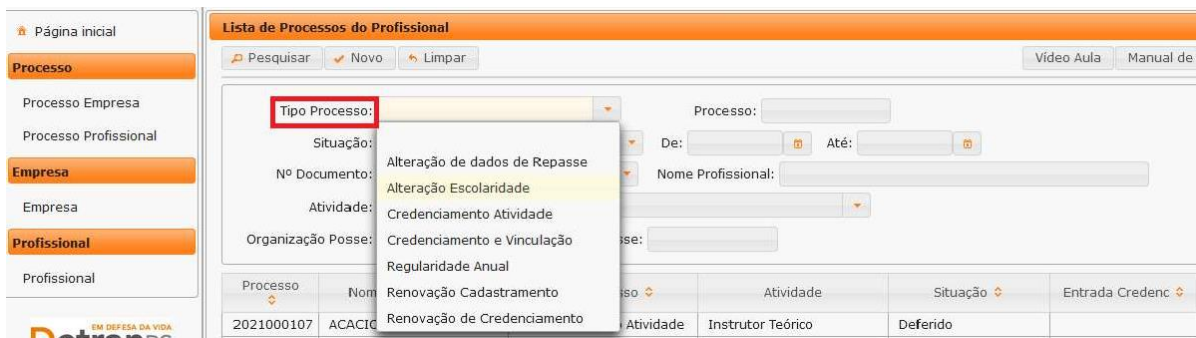 Página inicial
Processo
Processo Empresa
Processo Profissional
Empresa
Empresa
Profissional
Profissional
EM DEFESA DA VIDA
Lista de Processos do Profissional
Pesquisar Novo Limpar Vídeo Aula Manual de
Tipo Processo: Processo:
Situação: De: Até:
Nº Documento: Nome Profissional:
Atividade:
Organização Posse: sse:
Alteração de dados de Repasse
Alteração Escolaridade
Credenciamento Atividade
Credenciamento e Vinculação
Regularidade Anual
Renovação Cadastramento
Renovação de Credenciamento
Processo Nom sso Atividade Situação Entrada Credenc
2021000107 ACACIO Atividade Instrutor Teórico Deferido